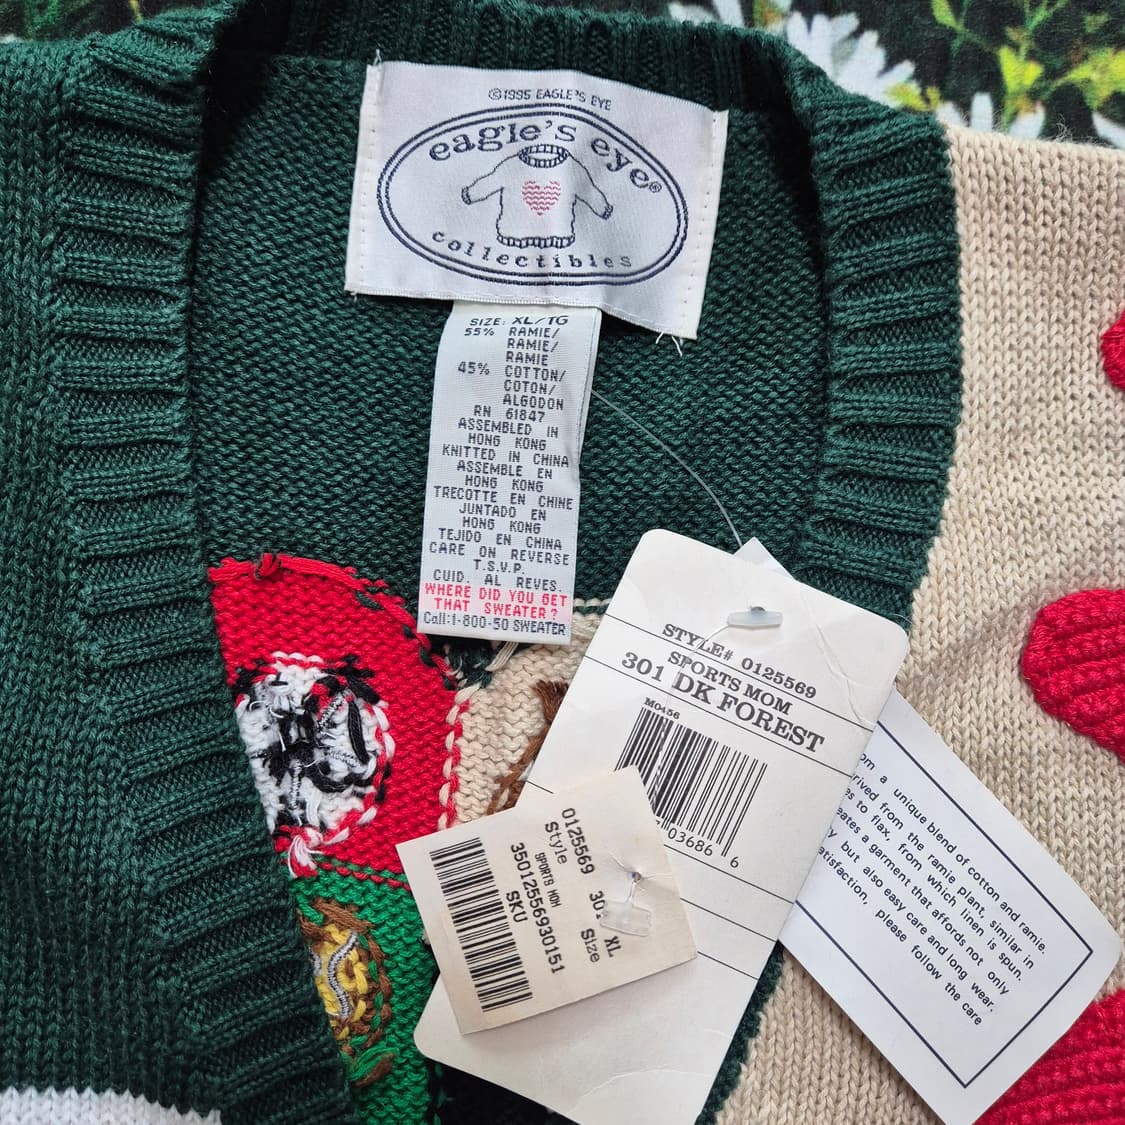 ©1995 EAGLE'S EYE
eagle's eye®
collectibles
SIZE: XL/TG
55% RAMIE/
RAMIE/
RAMIE
45% COTTON/
COTON/
ALGODON
RN 61847
ASSEMBLED IN
HONG KONG
KNITTED IN CHINA
ASSEMBLE EN
HONG KONG
TRECOTTE EN CHINE
JUNTADO EN
HONG KONG
TEJIDO EN CHINA
CARE ON REVERSE
T.S.V.P.
CUID. AL REVES.
WHERE DID YOU GET
THAT SWEATER?
Call:1-800-50 SWEATER
STYLE# 0125569
SPORTS MOM
301 DK FOREST
M0456
03686 6
0125569 301 XL
Style Size
SPORTS MOM
35012556930151
SKU
a unique blend of cotton and ramie.
from the ramie plant, similar in
to flax, from which linen is spun.
a garment that affords not only
but also easy care and long wear.
please follow the care